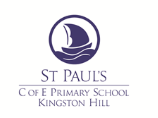 ST PAUL'S
C OF E PRIMARY SCHOOL
KINGSTON HILL